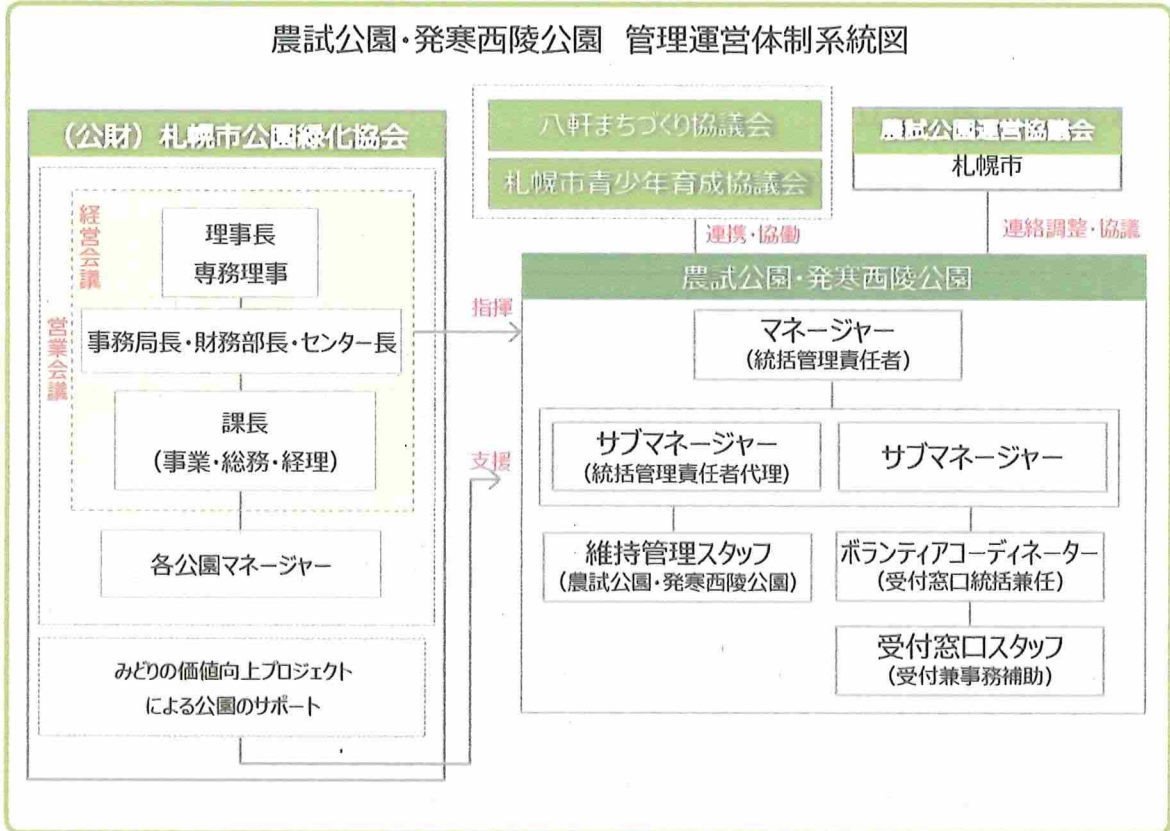 農試公園・発寒西陵公園 管理運営体制系統図
(公財)札幌市公園緑化協会
経営会議
営業会議
理事長
専務理事
事務局長・財務部長・センター長
課長
(事業・総務・経理)
各公園マネージャー
みどりの価値向上プロジェクト
による公園のサポート
指揮
支援
八軒まちづくり協議会
札幌市青少年育成協議会
連携・協働
農試公園運営協議会
札幌市
連絡調整・協議
農試公園・発寒西陵公園
マネージャー
(統括管理責任者)
サブマネージャー
(統括管理責任者代理)
サブマネージャー
維持管理スタッフ
(農試公園・発寒西陵公園)
ボランティアコーディネーター
(受付窓口統括兼任)
受付窓口スタッフ
(受付兼事務補助)